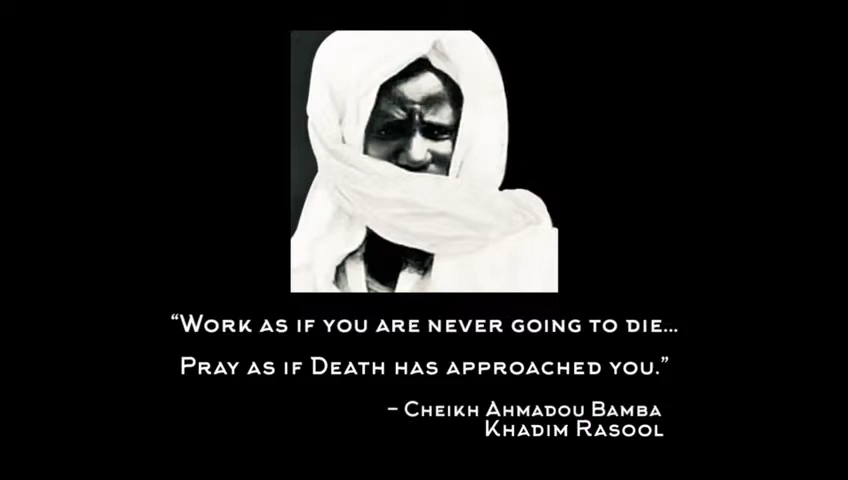 “Work as if you are never going to die...
Pray as if Death has approached you.”
– Cheikh Ahmadou Bamba
Khadim Rasool